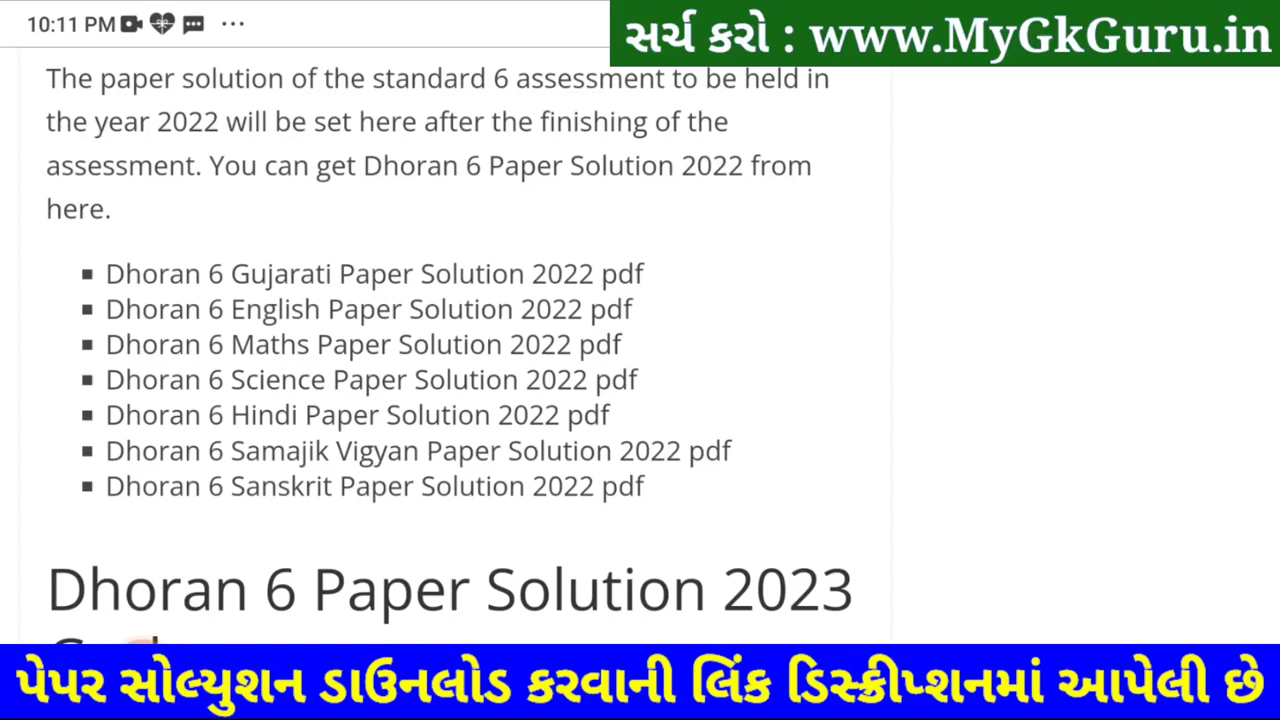 10:11 PM ...
સર્ચ કરો : www.MyGkGuru.in
The paper solution of the standard 6 assessment to be held in
the year 2022 will be set here after the finishing of the
assessment. You can get Dhoran 6 Paper Solution 2022 from
here.
▪ Dhoran 6 Gujarati Paper Solution 2022 pdf
▪ Dhoran 6 English Paper Solution 2022 pdf
▪ Dhoran 6 Maths Paper Solution 2022 pdf
▪ Dhoran 6 Science Paper Solution 2022 pdf
▪ Dhoran 6 Hindi Paper Solution 2022 pdf
▪ Dhoran 6 Samajik Vigyan Paper Solution 2022 pdf
▪ Dhoran 6 Sanskrit Paper Solution 2022 pdf
Dhoran 6 Paper Solution 2023
પેપર સોલ્યુશન ડાઉનલોડ કરવાની લિંક ડિસ્ક્રીપ્શનમાં આપેલી છે